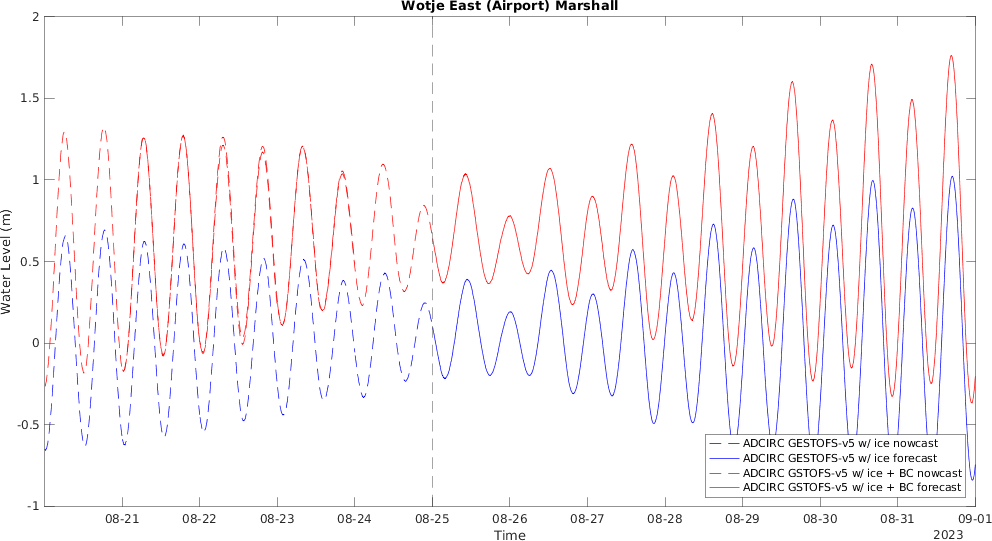 Wotje East (Airport) Marshall
Water Level (m)
2
1.5
1
0.5
0
-0.5
-1
08-21 08-22 08-23 08-24 08-25 08-26 08-27 08-28 08-29 08-30 08-31 09-01
Time
2023
ADCIRC GESTOFS-v5 w/ ice nowcast
ADCIRC GESTOFS-v5 w/ ice forecast
ADCIRC GSTOFS-v5 w/ ice + BC nowcast
ADCIRC GSTOFS-v5 w/ ice + BC forecast